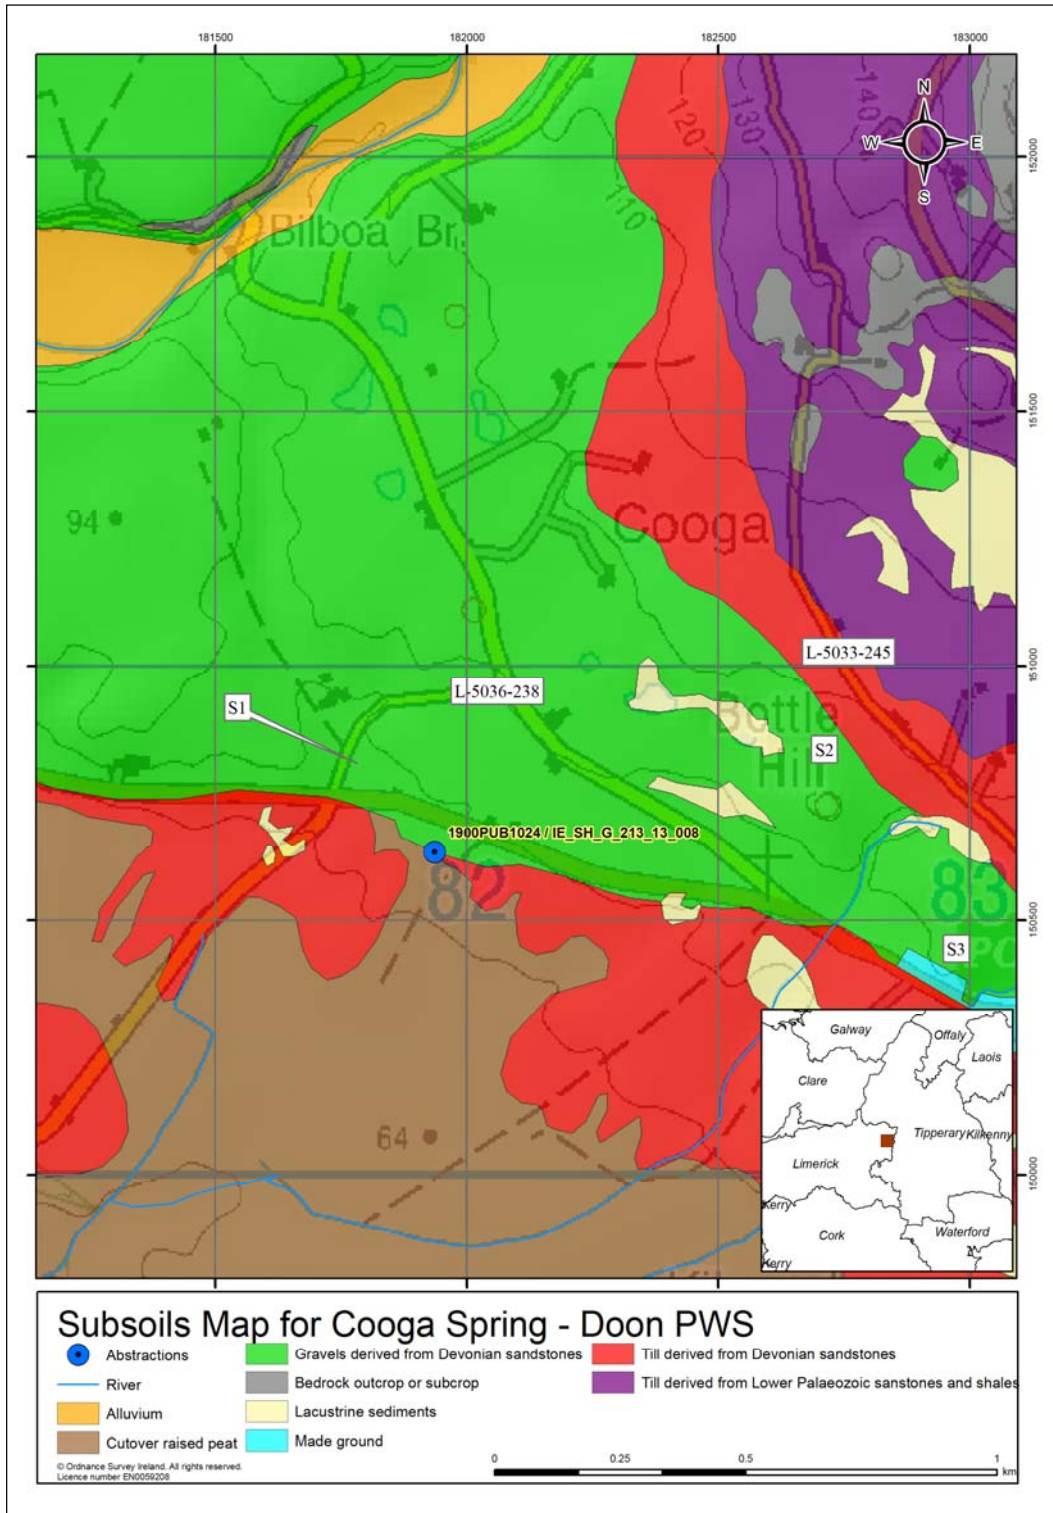 181500 182000 182500 183000
N
W E
S
152000
151500
151000
150500
150000
120
130
140
110
Bilboa Br.
94
Cooga
L-5033-245
L-5036-238
S1
Bottle
Hill
S2
1900PUB1024 / IE_SH_G_213_13_008
82
83
S3
64
Galway
Offaly
Laois
Clare
Tipperary
Kilkenny
Limerick
Kerry
Cork
Waterford
Kerry
Subsoils Map for Cooga Spring - Doon PWS
Abstractions
River
Alluvium
Cutover raised peat
Gravels derived from Devonian sandstones
Bedrock outcrop or subcrop
Lacustrine sediments
Made ground
Till derived from Devonian sandstones
Till derived from Lower Palaeozoic sanstones and shales
© Ordnance Survey Ireland. All rights reserved.
Licence number EN0059208
0 0.25 0.5 1
km